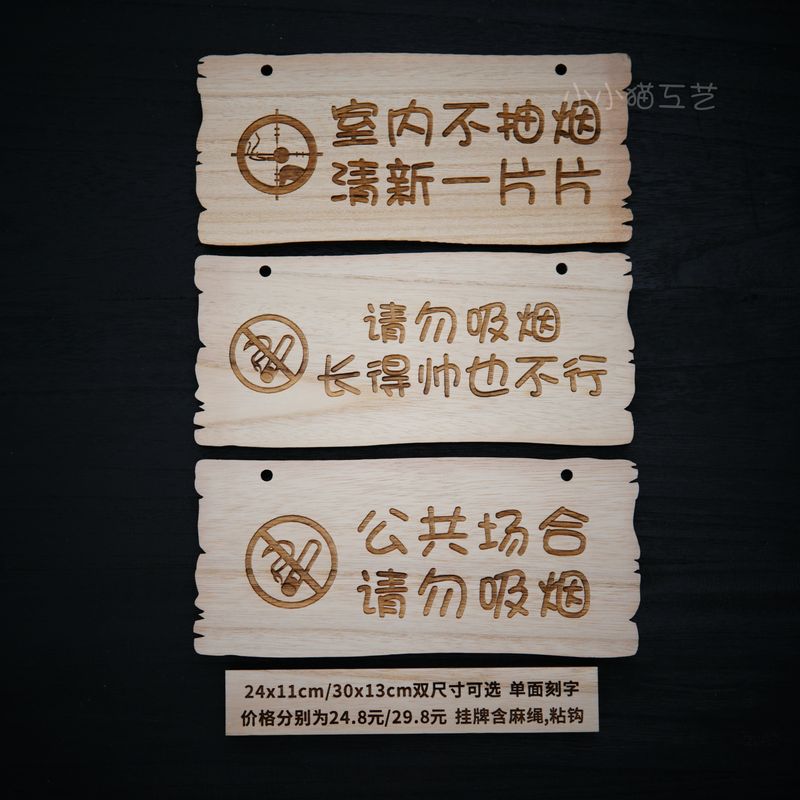 小小猫工艺
室内不抽烟
清新一片片
请勿吸烟
长得帅也不行
公共场合
请勿吸烟
24x11cm/30x13cm双尺寸可选 单面刻字
价格分别为24.8元/29.8元 挂牌含麻绳,粘钩